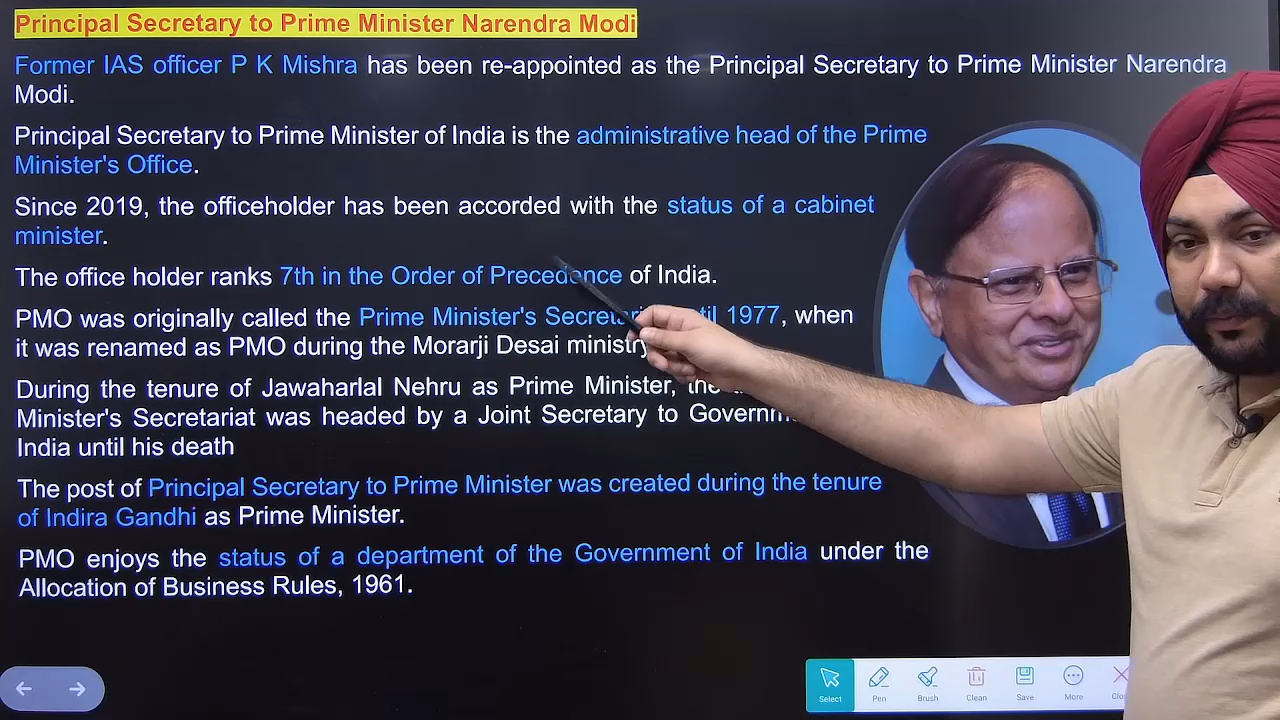 Principal Secretary to Prime Minister Narendra Modi
Former IAS officer P K Mishra has been re-appointed as the Principal Secretary to Prime Minister Narendra
Modi.
Principal Secretary to Prime Minister of India is the administrative head of the Prime
Minister's Office.
Since 2019, the officeholder has been accorded with the status of a cabinet
minister.
The office holder ranks 7th in the Order of Precedence of India.
PMO was originally called the Prime Minister's until 1977, when
it was renamed as PMO during the Morarji Desai ministry
During the tenure of Jawaharlal Nehru as Prime Minister, the
Minister's Secretariat was headed by a Joint Secretary to
India until his death
The post of Principal Secretary to Prime Minister was created during the tenure
of Indira Gandhi as Prime Minister.
PMO enjoys the status of a department of the Government of India under the
Allocation of Business Rules, 1961.
Select Pen Brush Clean Save More